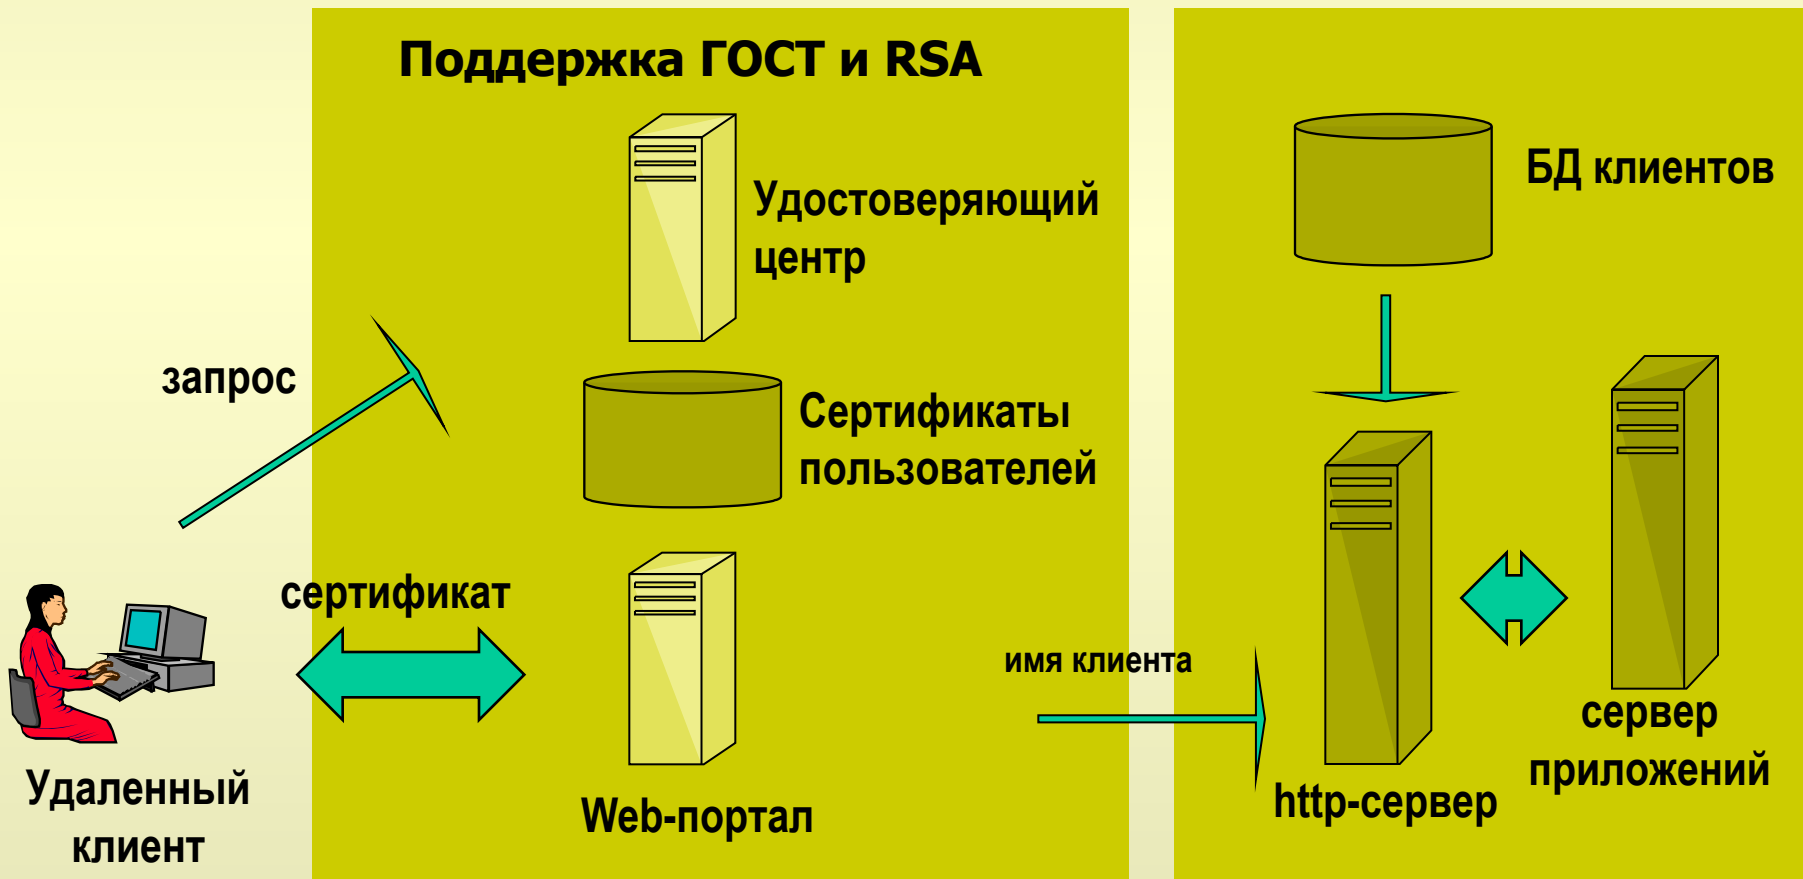 Поддержка ГОСТ и RSA
Удостоверяющий
центр
БД клиентов
запрос
Сертификаты
пользователей
сертификат
имя клиента
Удаленный
клиент
Web-портал
http-сервер
сервер
приложений